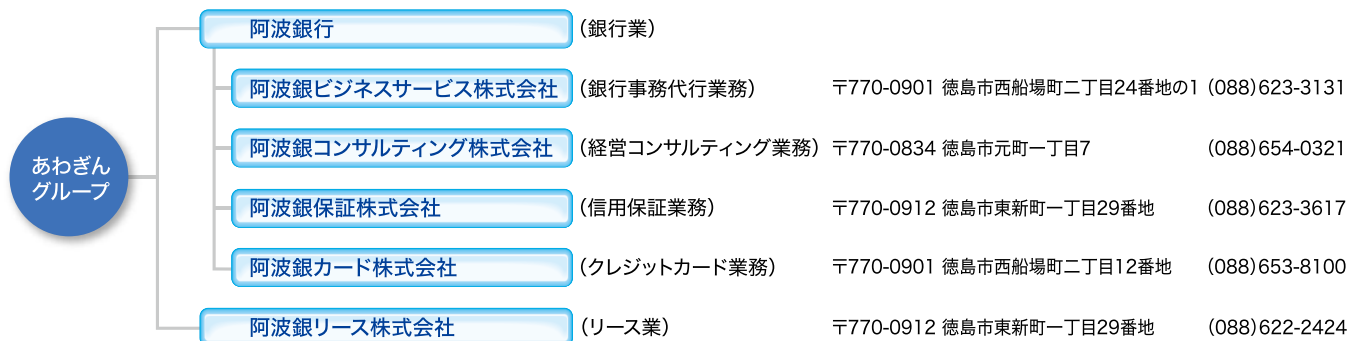 あわぎん
グループ
阿波銀行 （銀行業）
阿波銀ビジネスサービス株式会社 （銀行事務代行業務） 〒770-0901 徳島市西船場町二丁目24番地の1 （088）623-3131
阿波銀コンサルティング株式会社 （経営コンサルティング業務） 〒770-0834 徳島市元町一丁目7 （088）654-0321
阿波銀保証株式会社 （信用保証業務） 〒770-0912 徳島市東新町一丁目29番地 （088）623-3617
阿波銀カード株式会社 （クレジットカード業務） 〒770-0901 徳島市西船場町二丁目12番地 （088）653-8100
阿波銀リース株式会社 （リース業） 〒770-0912 徳島市東新町一丁目29番地 （088）622-2424